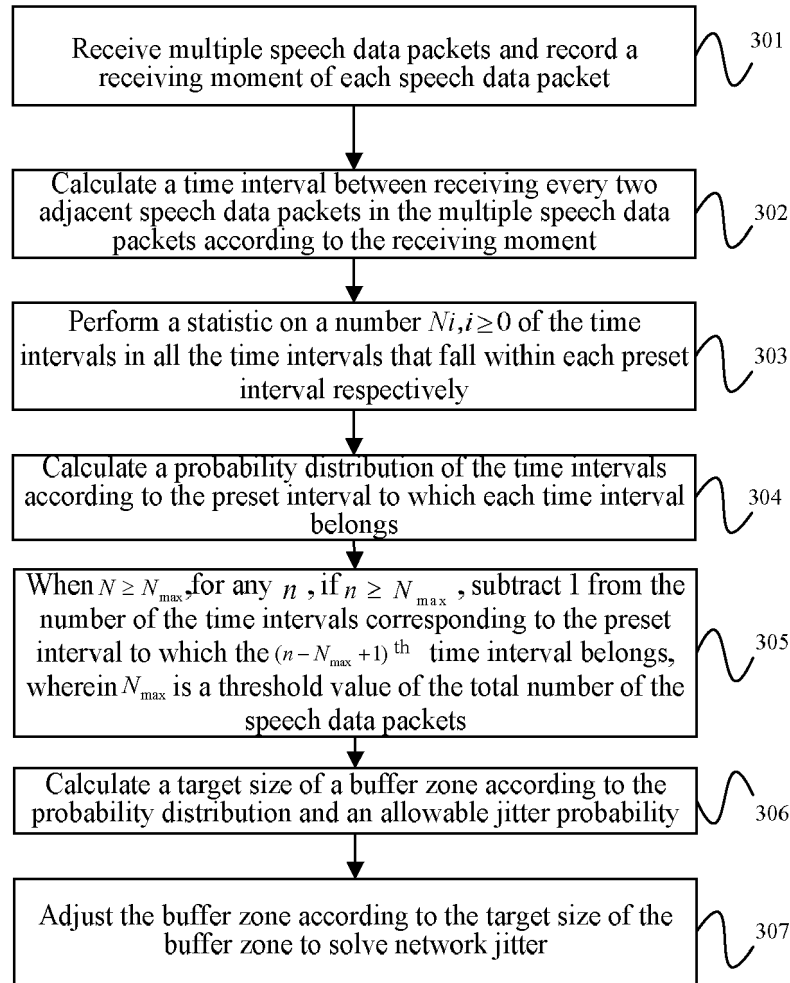 Receive multiple speech data packets and record a
receiving moment of each speech data packet
301
Calculate a time interval between receiving every two
adjacent speech data packets in the multiple speech data
packets according to the receiving moment
302
Perform a statistic on a number Ni,i≥0 of the time
intervals in all the time intervals that fall within each preset
interval respectively
303
Calculate a probability distribution of the time intervals
according to the preset interval to which each time interval
belongs
304
When N ≥ N_max,for any n , if n ≥ N_max , subtract 1 from the
number of the time intervals corresponding to the preset
interval to which the (n−N_max +1)^th time interval belongs,
wherein N_max is a threshold value of the total number of the
speech data packets
305
Calculate a target size of a buffer zone according to the
probability distribution and an allowable jitter probability
306
Adjust the buffer zone according to the target size of the
buffer zone to solve network jitter
307